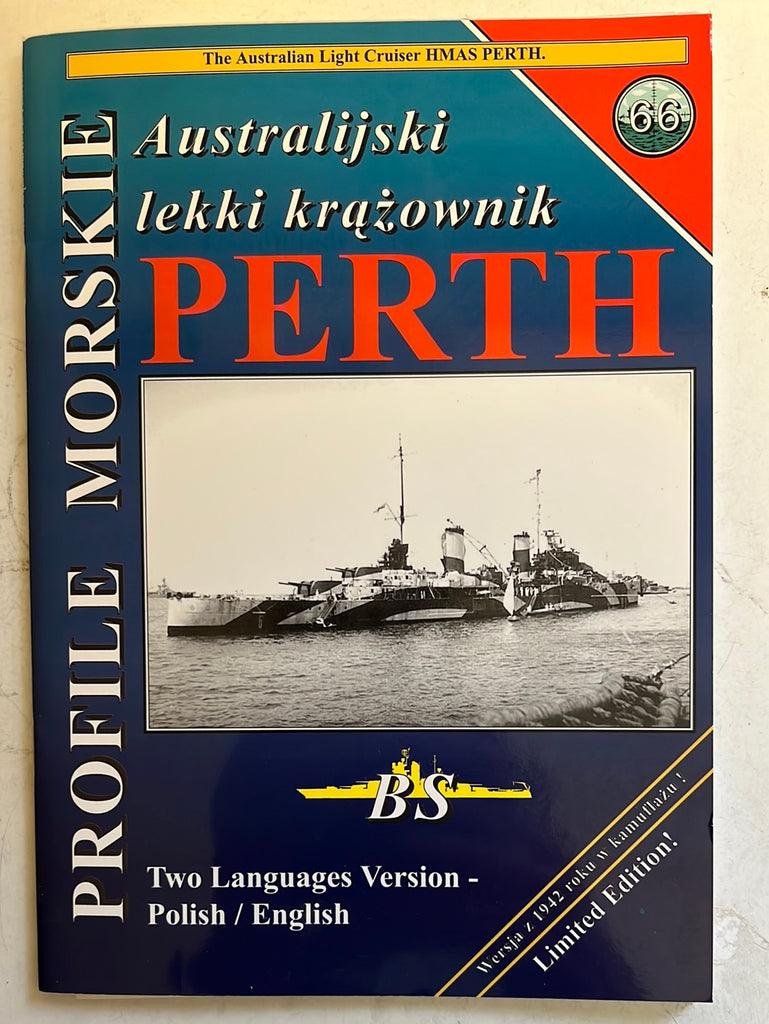 The Australian Light Cruiser HMAS PERTH.
66
PROFILE MORSKIE
Australijski
lekki krążownik
PERTH
BS
Two Languages Version -
Polish / English
Wersja z 1942 roku w kamuflażu !
Limited Edition!